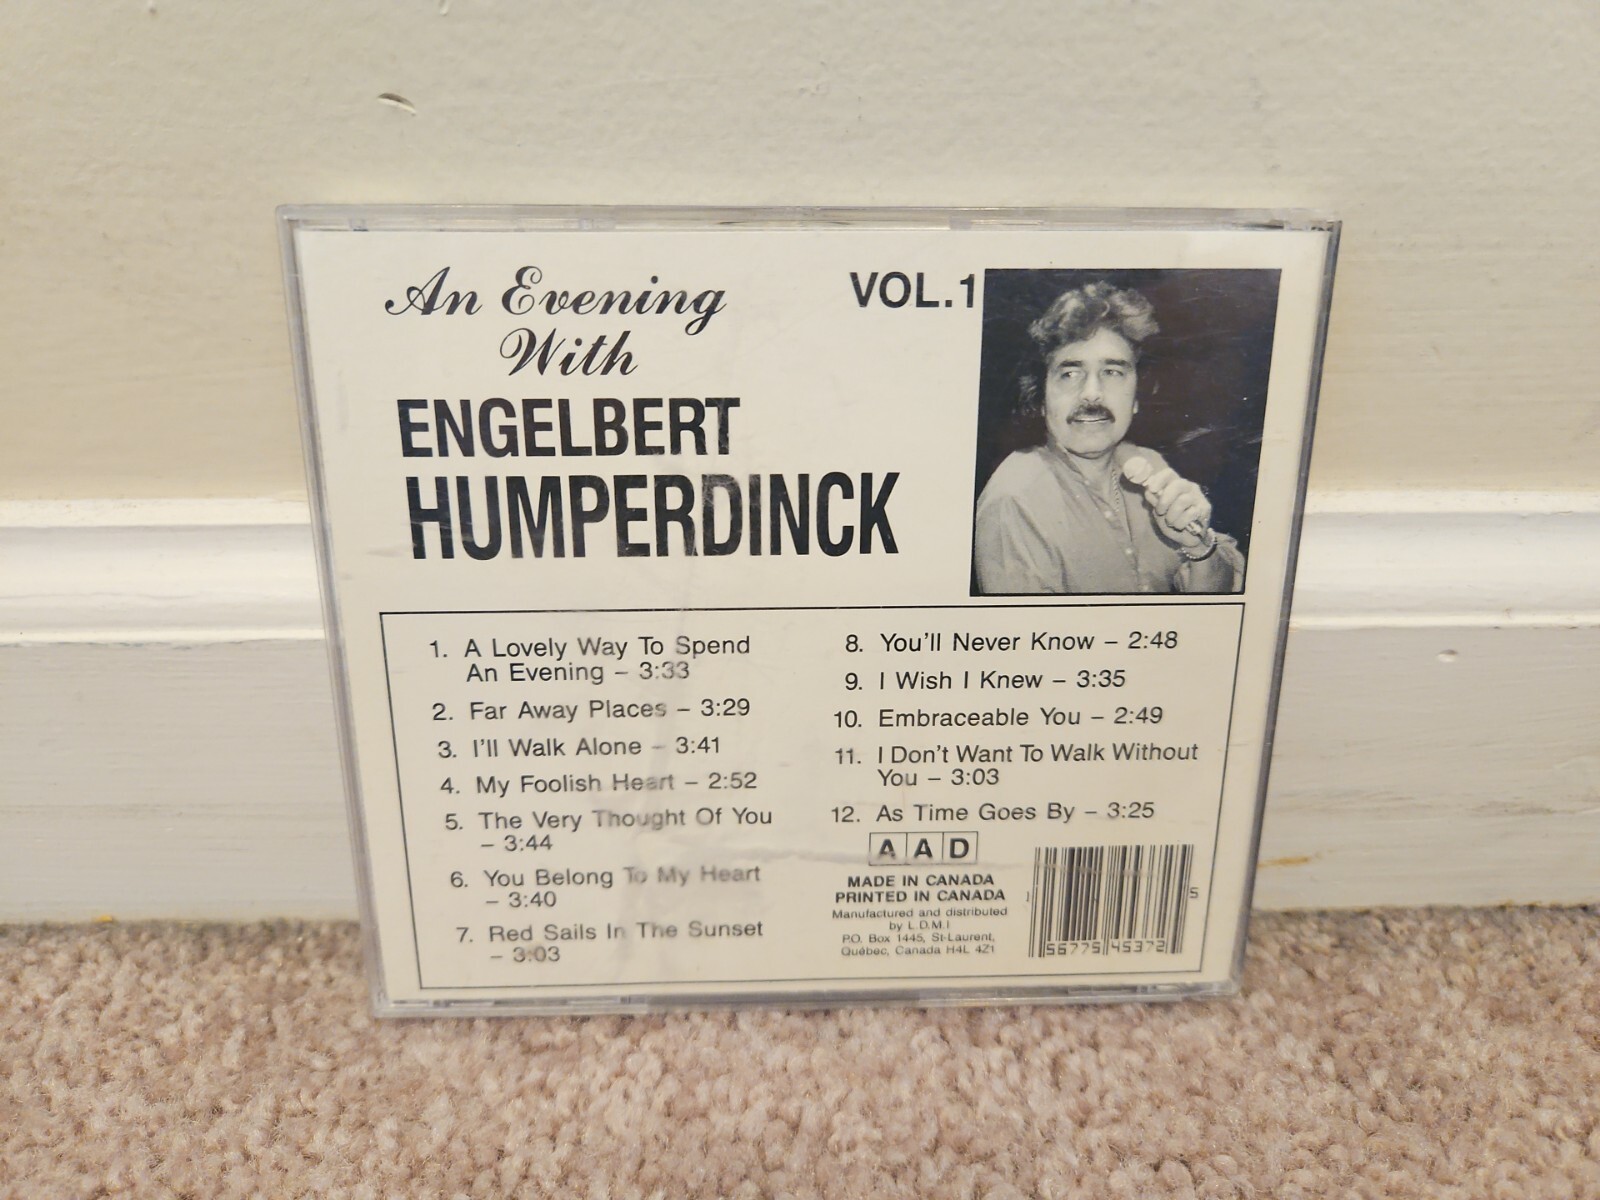 An Evening
With
VOL.1
ENGELBERT
HUMPERDINCK
1. A Lovely Way To Spend
An Evening – 3:33
2. Far Away Places – 3:29
3. I'll Walk Alone – 3:41
4. My Foolish Heart – 2:52
5. The Very Thought Of You
– 3:44
6. You Belong To My Heart
– 3:40
7. Red Sails In The Sunset
– 3:03
8. You'll Never Know – 2:48
9. I Wish I Knew – 3:35
10. Embraceable You – 2:49
11. I Don't Want To Walk Without
You – 3:03
12. As Time Goes By – 3:25
A A D
MADE IN CANADA
PRINTED IN CANADA
Manufactured and distributed
by L.D.M.I
P.O. Box 1445, St-Laurent,
Québec, Canada H4L 4Z1
1 56775 45372 5